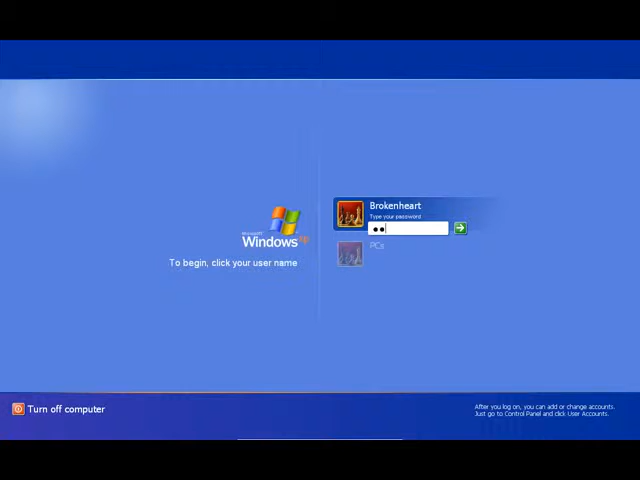 Brokenheart
Type your password
Microsoft
Windows xp
To begin, click your user name
PCs
Turn off computer
After you log on, you can add or change accounts.
Just go to Control Panel and click User Accounts.